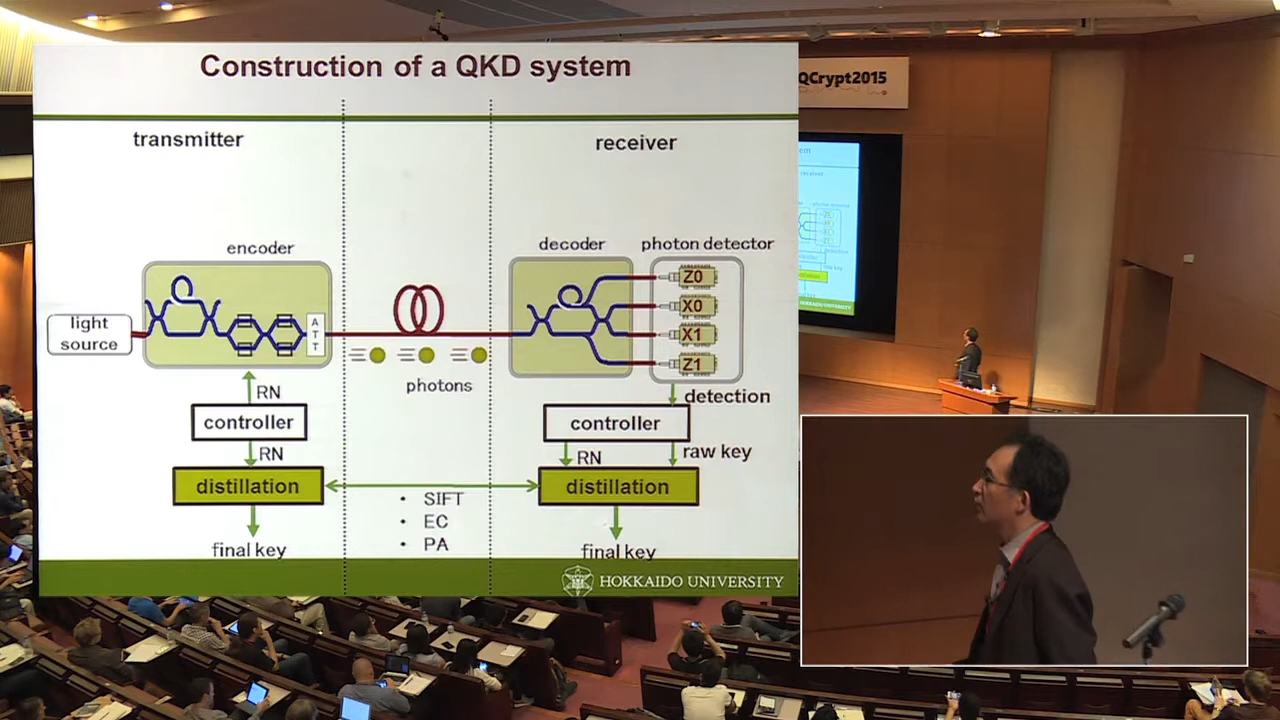 Construction of a QKD system
QCrypt2015
transmitter
receiver
encoder
decoder
photon detector
light
source
A
T
T
Z0
X0
X1
Z1
photons
RN
detection
controller
controller
RN
RN
raw key
distillation
distillation
• SIFT
• EC
• PA
final key
final key
HOKKAIDO UNIVERSITY